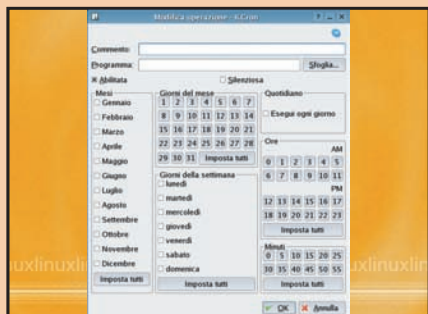 Modifica operazione - KCron
Commento:
Programma:
Sfoglia...
Abilitata
Silenziosa
Mesi
Gennaio
Febbraio
Marzo
Aprile
Maggio
Giugno
Luglio
Agosto
Settembre
Ottobre
Novembre
Dicembre
Imposta tutti
Giorni del mese
1 2 3 4 5 6 7
8 9 10 11 12 13 14
15 16 17 18 19 20 21
22 23 24 25 26 27 28
29 30 31 Imposta tutti
Giorni della settimana
lunedì
martedì
mercoledì
giovedì
venerdì
sabato
domenica
Imposta tutti
Quotidiano
Esegui ogni giorno
Ore
AM
0 1 2 3 4 5
6 7 8 9 10 11
PM
12 13 14 15 16 17
18 19 20 21 22 23
Imposta tutti
Minuti
0 5 10 15 20 25
30 35 40 45 50 55
Imposta tutti
OK Annulla
uxlinuxlin
uxlinuxli